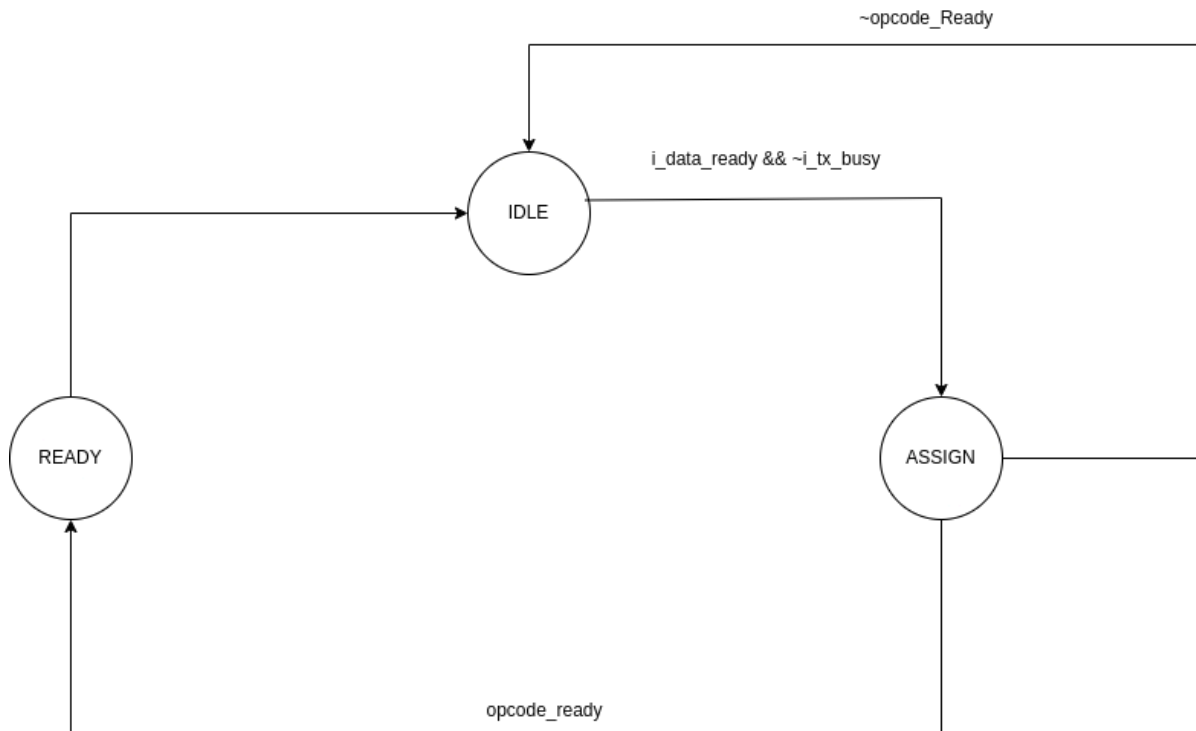 ~opcode_Ready
i_data_ready && ~i_tx_busy
IDLE
READY
ASSIGN
opcode_ready